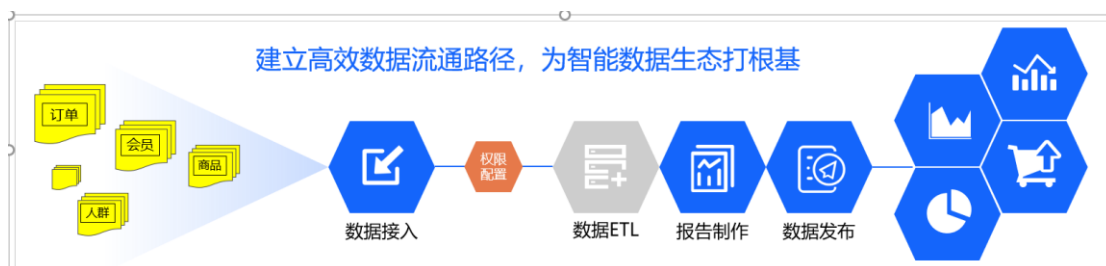 建立高效数据流通路径，为智能数据生态打根基
订单
会员
商品
人群
权限
配置
数据接入
数据ETL
报告制作
数据发布